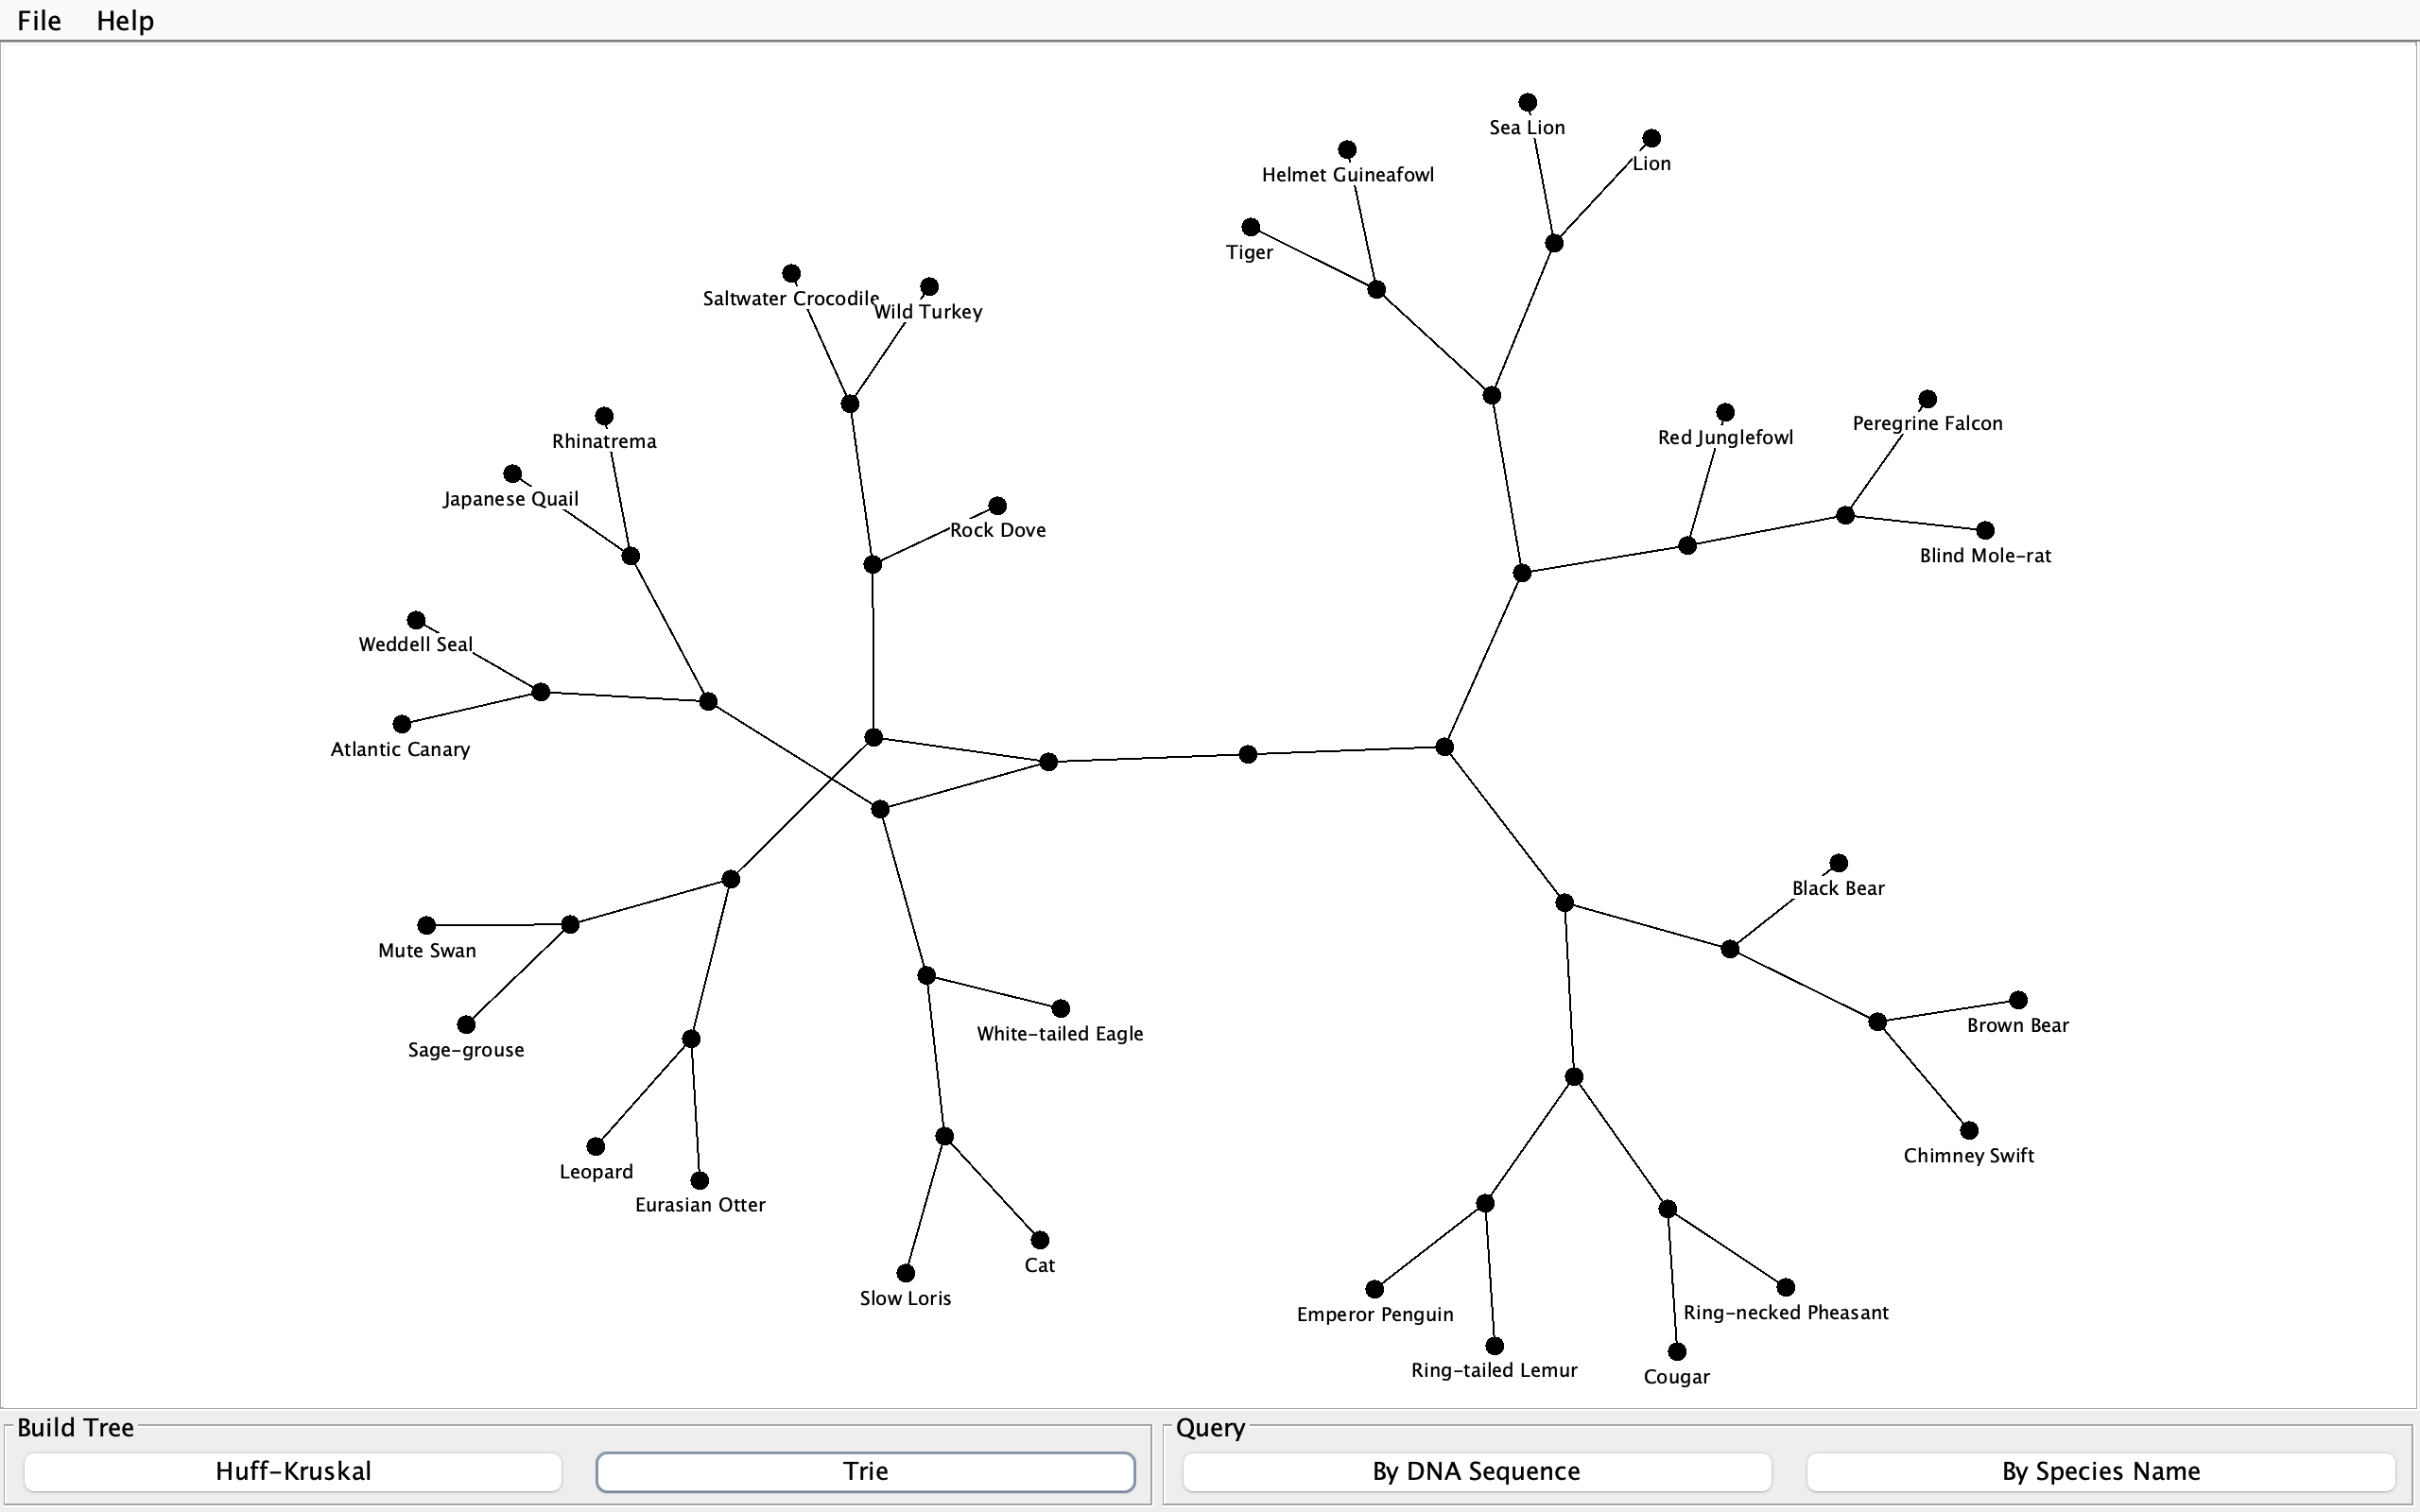 File Help
Sea Lion
Lion
Helmet Guineafowl
Tiger
Saltwater Crocodile
Wild Turkey
Rhinatrema
Red Junglefowl
Peregrine Falcon
Japanese Quail
Rock Dove
Blind Mole-rat
Weddell Seal
Atlantic Canary
Black Bear
Mute Swan
Sage-grouse
White-tailed Eagle
Brown Bear
Leopard
Eurasian Otter
Chimney Swift
Cat
Slow Loris
Emperor Penguin
Ring-necked Pheasant
Ring-tailed Lemur
Cougar
Build Tree
Huff-Kruskal
Trie
Query
By DNA Sequence
By Species Name